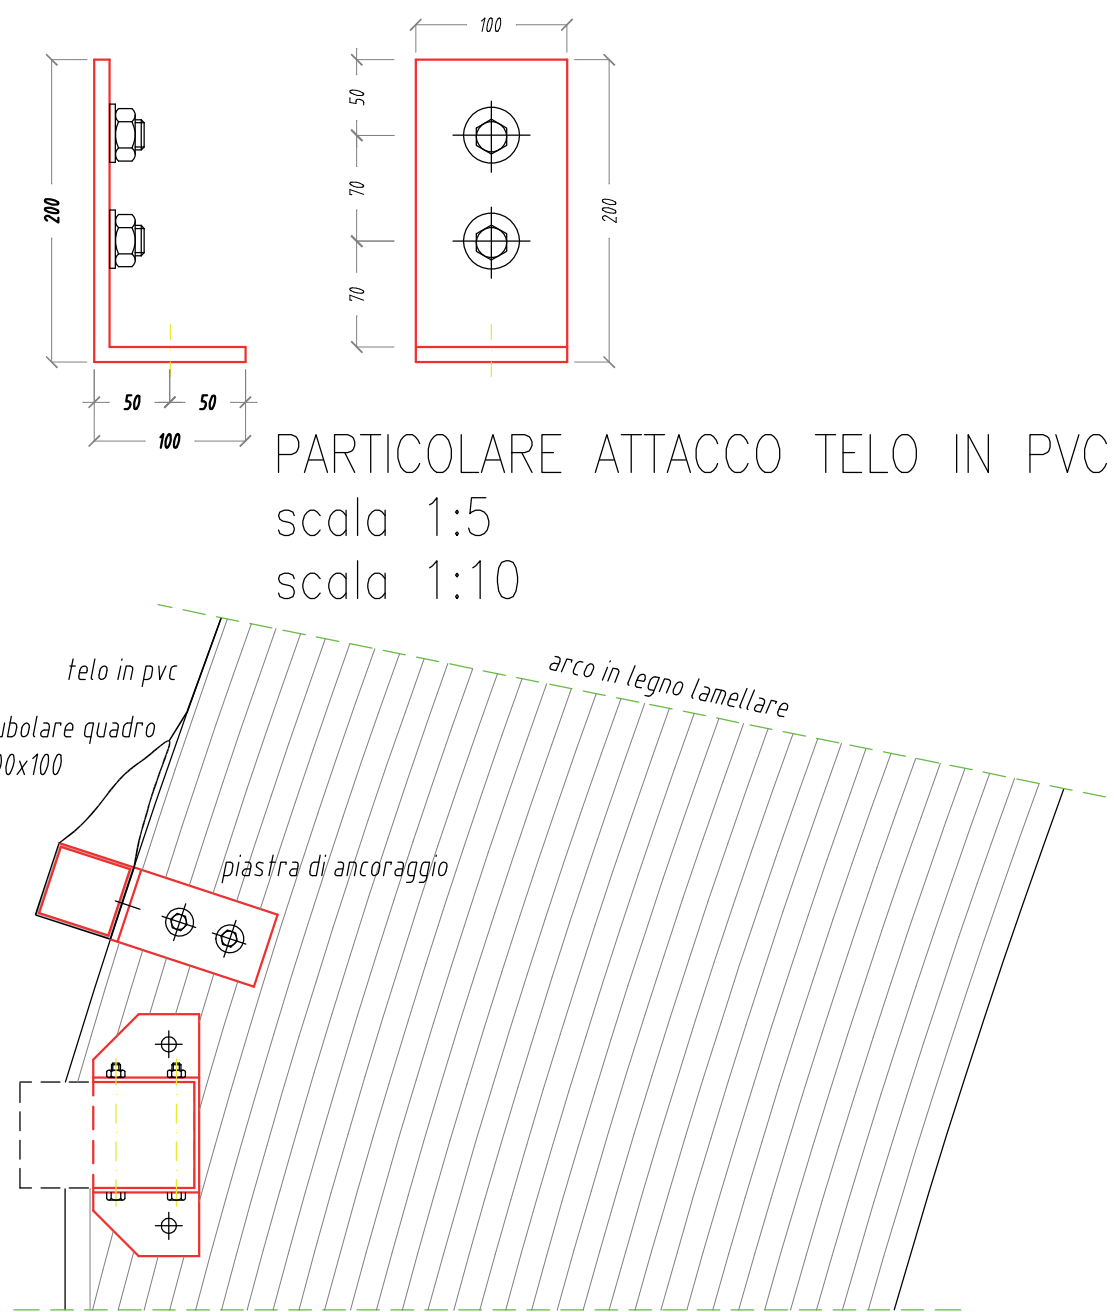 100
50
70
70
200
200
50
50
100
PARTICOLARE ATTACCO TELO IN PVC
scala 1:5
scala 1:10
telo in pvc
ubolare quadro
00x100
arco in legno lamellare
piastra di ancoraggio